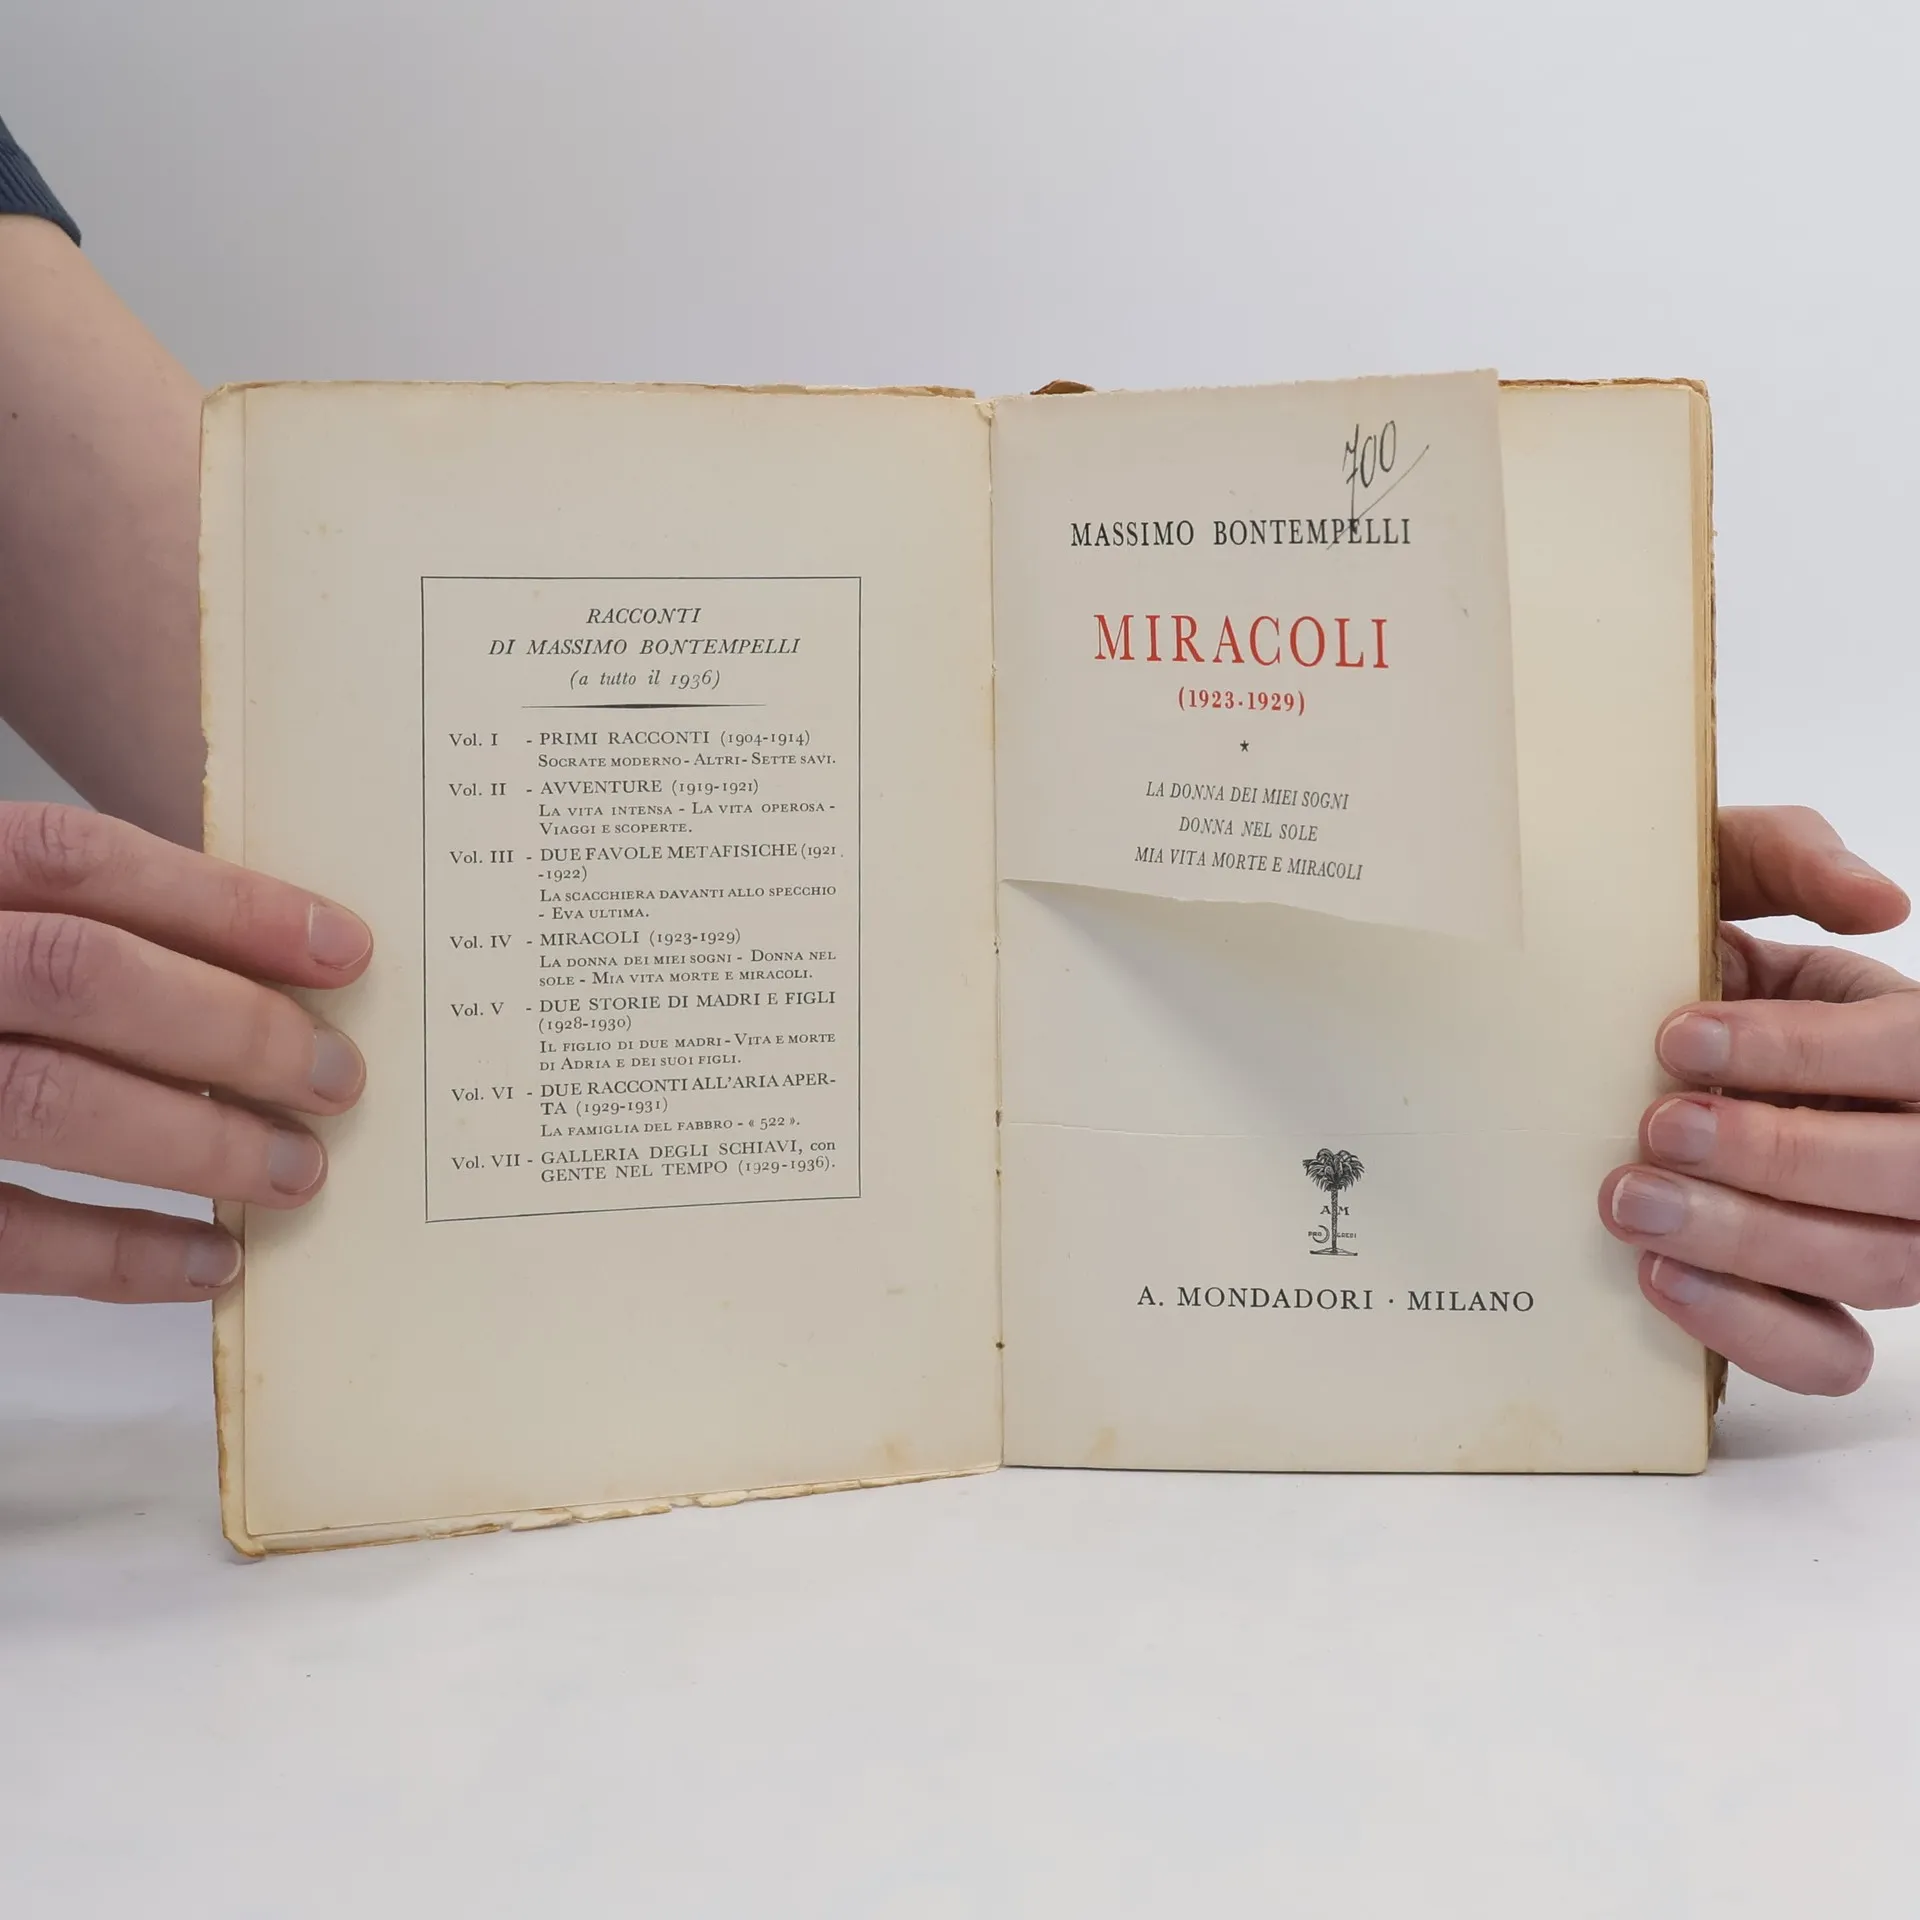 RACCONTI
DI MASSIMO BONTEMPELLI
(a tutto il 1936)
Vol. I - PRIMI RACCONTI (1904-1914)
SOCRATE MODERNO - ALTRI - SETTE SAVI.
Vol. II - AVVENTURE (1919-1921)
LA VITA INTENSA - LA VITA OPEROSA -
VIAGGI E SCOPERTE.
Vol. III - DUE FAVOLE METAFISICHE (1921
-1922)
LA SCACCHIERA DAVANTI ALLO SPECCHIO
- EVA ULTIMA.
Vol. IV - MIRACOLI (1923-1929)
LA DONNA DEI MIEI SOGNI - DONNA NEL
SOLE - MIA VITA MORTE E MIRACOLI.
Vol. V - DUE STORIE DI MADRI E FIGLI
(1928-1930)
IL FIGLIO DI DUE MADRI - VITA E MORTE
DI ADRIA E DEI SUOI FIGLI.
Vol. VI - DUE RACCONTI ALL'ARIA APER-
TA (1929-1931)
LA FAMIGLIA DEL FABBRO - « 522 ».
Vol. VII - GALLERIA DEGLI SCHIAVI, con
GENTE NEL TEMPO (1929-1936).
700
MASSIMO BONTEMPELLI
MIRACOLI
(1923-1929)
*
LA DONNA DEI MIEI SOGNI
DONNA NEL SOLE
MIA VITA MORTE E MIRACOLI
A M
A. MONDADORI · MILANO